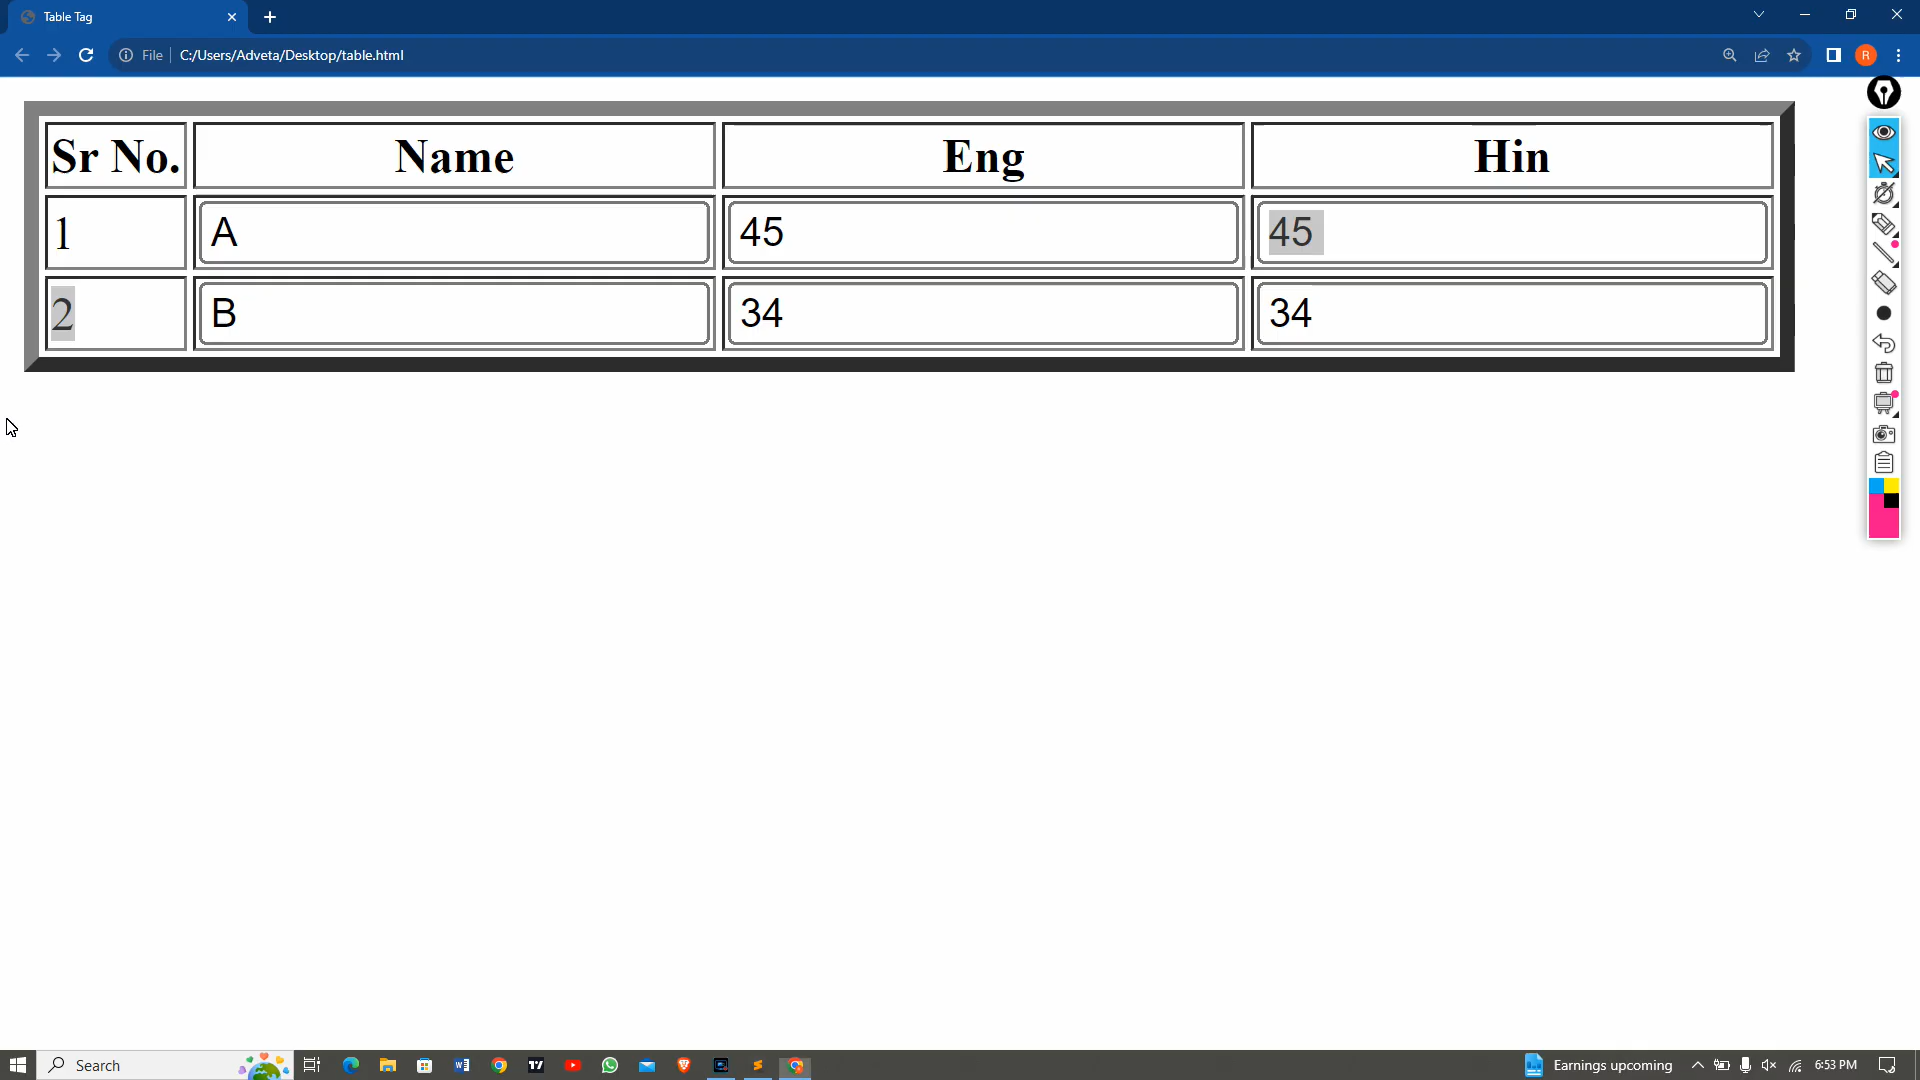 Table Tag
File C:/Users/Adveta/Desktop/table.html
R
Sr No. Name Eng Hin
1 A 45 45
2 B 34 34
Search Earnings upcoming 6:53 PM